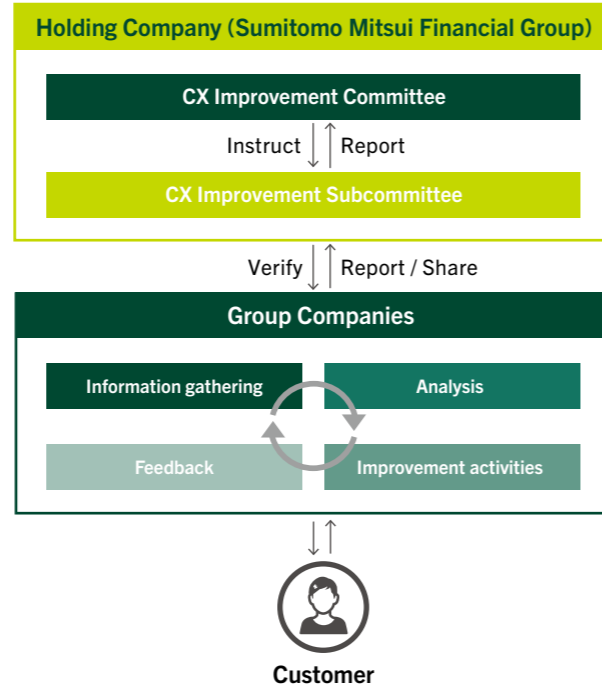 Holding Company (Sumitomo Mitsui Financial Group)
CX Improvement Committee
Instruct Report
CX Improvement Subcommittee
Verify Report / Share
Group Companies
Information gathering Analysis
Feedback Improvement activities
Customer